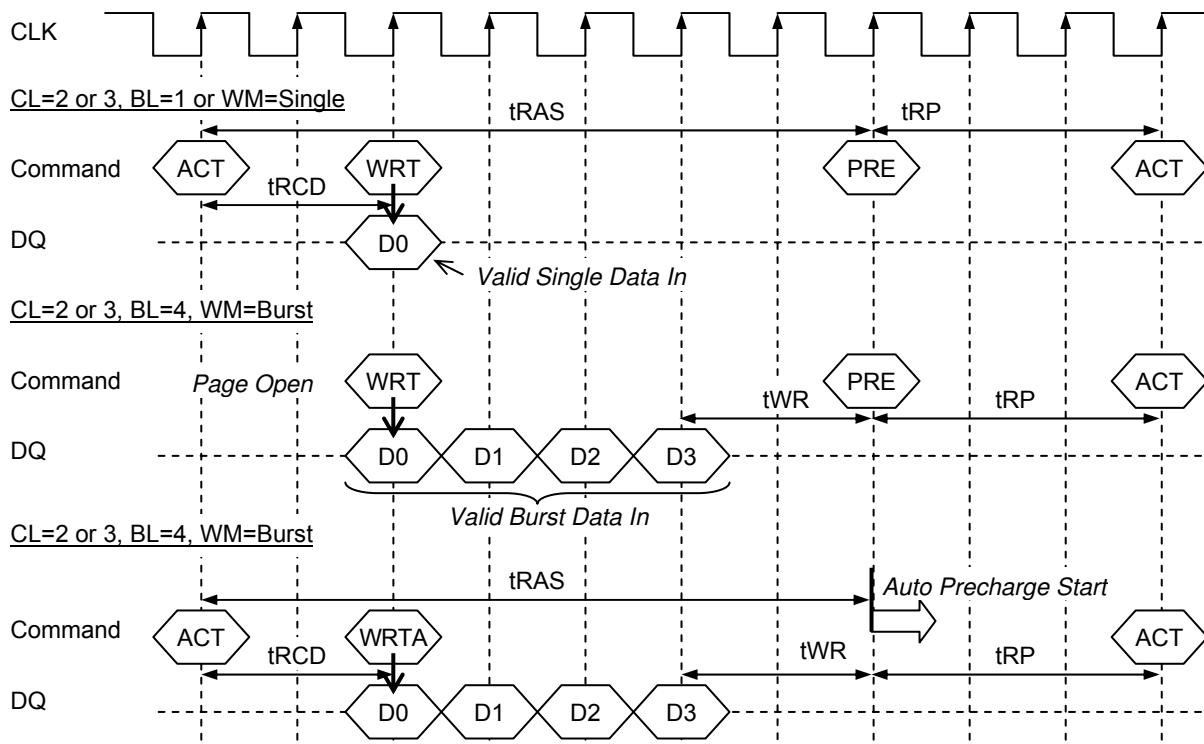 CLK
CL=2 or 3, BL=1 or WM=Single
tRAS tRP
Command ACT WRT PRE ACT
tRCD
DQ D0
Valid Single Data In
CL=2 or 3, BL=4, WM=Burst
Command Page Open WRT PRE ACT
tWR tRP
DQ D0 D1 D2 D3
Valid Burst Data In
CL=2 or 3, BL=4, WM=Burst
tRAS Auto Precharge Start
Command ACT WRTA ACT
tRCD tWR tRP
DQ D0 D1 D2 D3